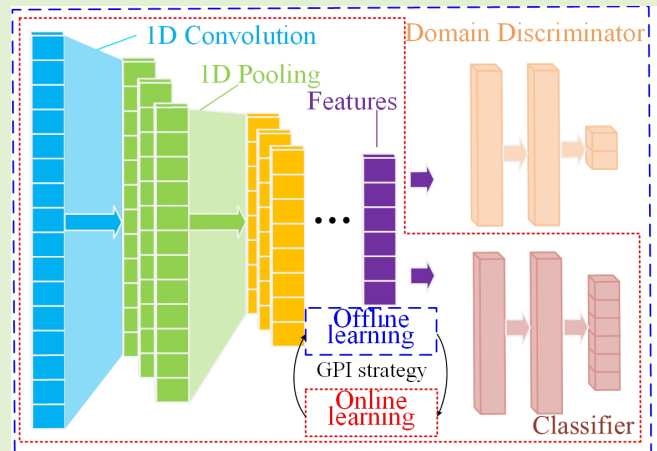 1D Convolution
Domain Discriminator
1D Pooling
Features
Offline
learning
GPI strategy
Online
learning
Classifier